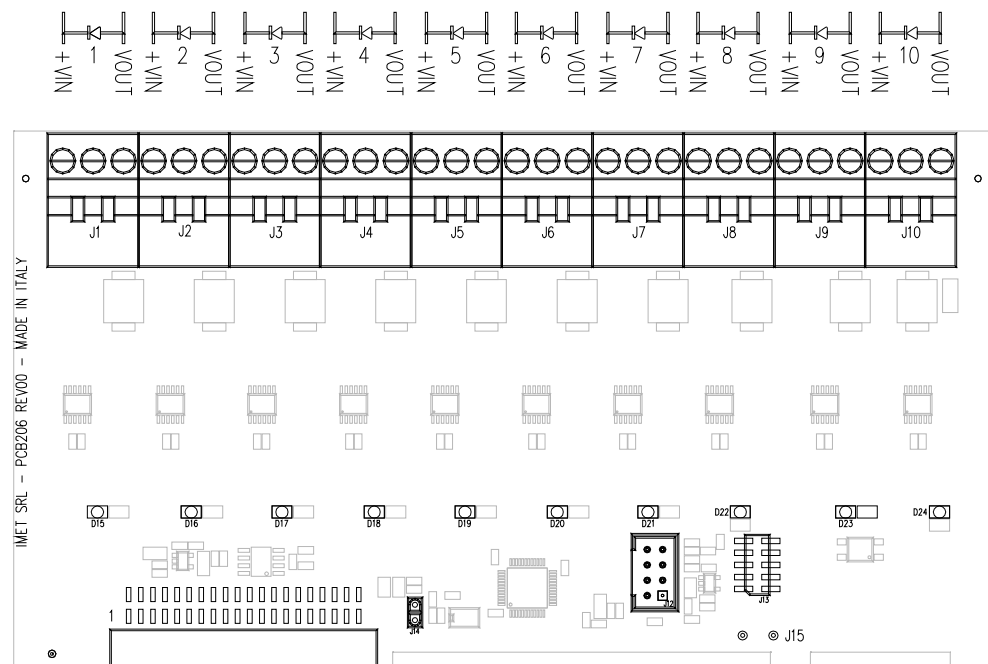 1 2 3 4 5 6 7 8 9 10
+VIN VOUT +VIN VOUT +VIN VOUT +VIN VOUT +VIN VOUT +VIN VOUT +VIN VOUT +VIN VOUT +VIN VOUT +VIN VOUT
J1 J2 J3 J4 J5 J6 J7 J8 J9 J10
IMET SRL - PCB206 REV00 - MADE IN ITALY
D15 D16 D17 D18 D19 D20 D21 D22 D23 D24
J12
J13
1
J14
J15